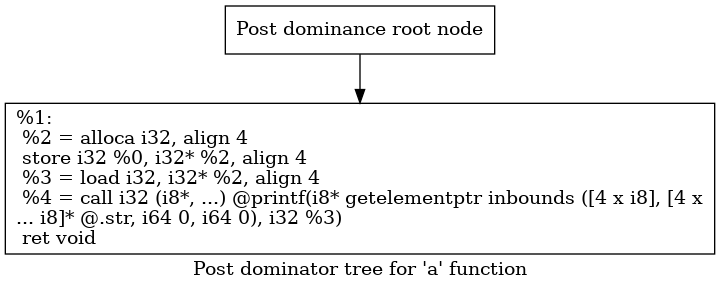 Post dominance root node
%1:
%2 = alloca i32, align 4
store i32 %0, i32* %2, align 4
%3 = load i32, i32* %2, align 4
%4 = call i32 (i8*, ...) @printf(i8* getelementptr inbounds ([4 x i8], [4 x
... i8]* @.str, i64 0, i64 0), i32 %3)
ret void
Post dominator tree for 'a' function